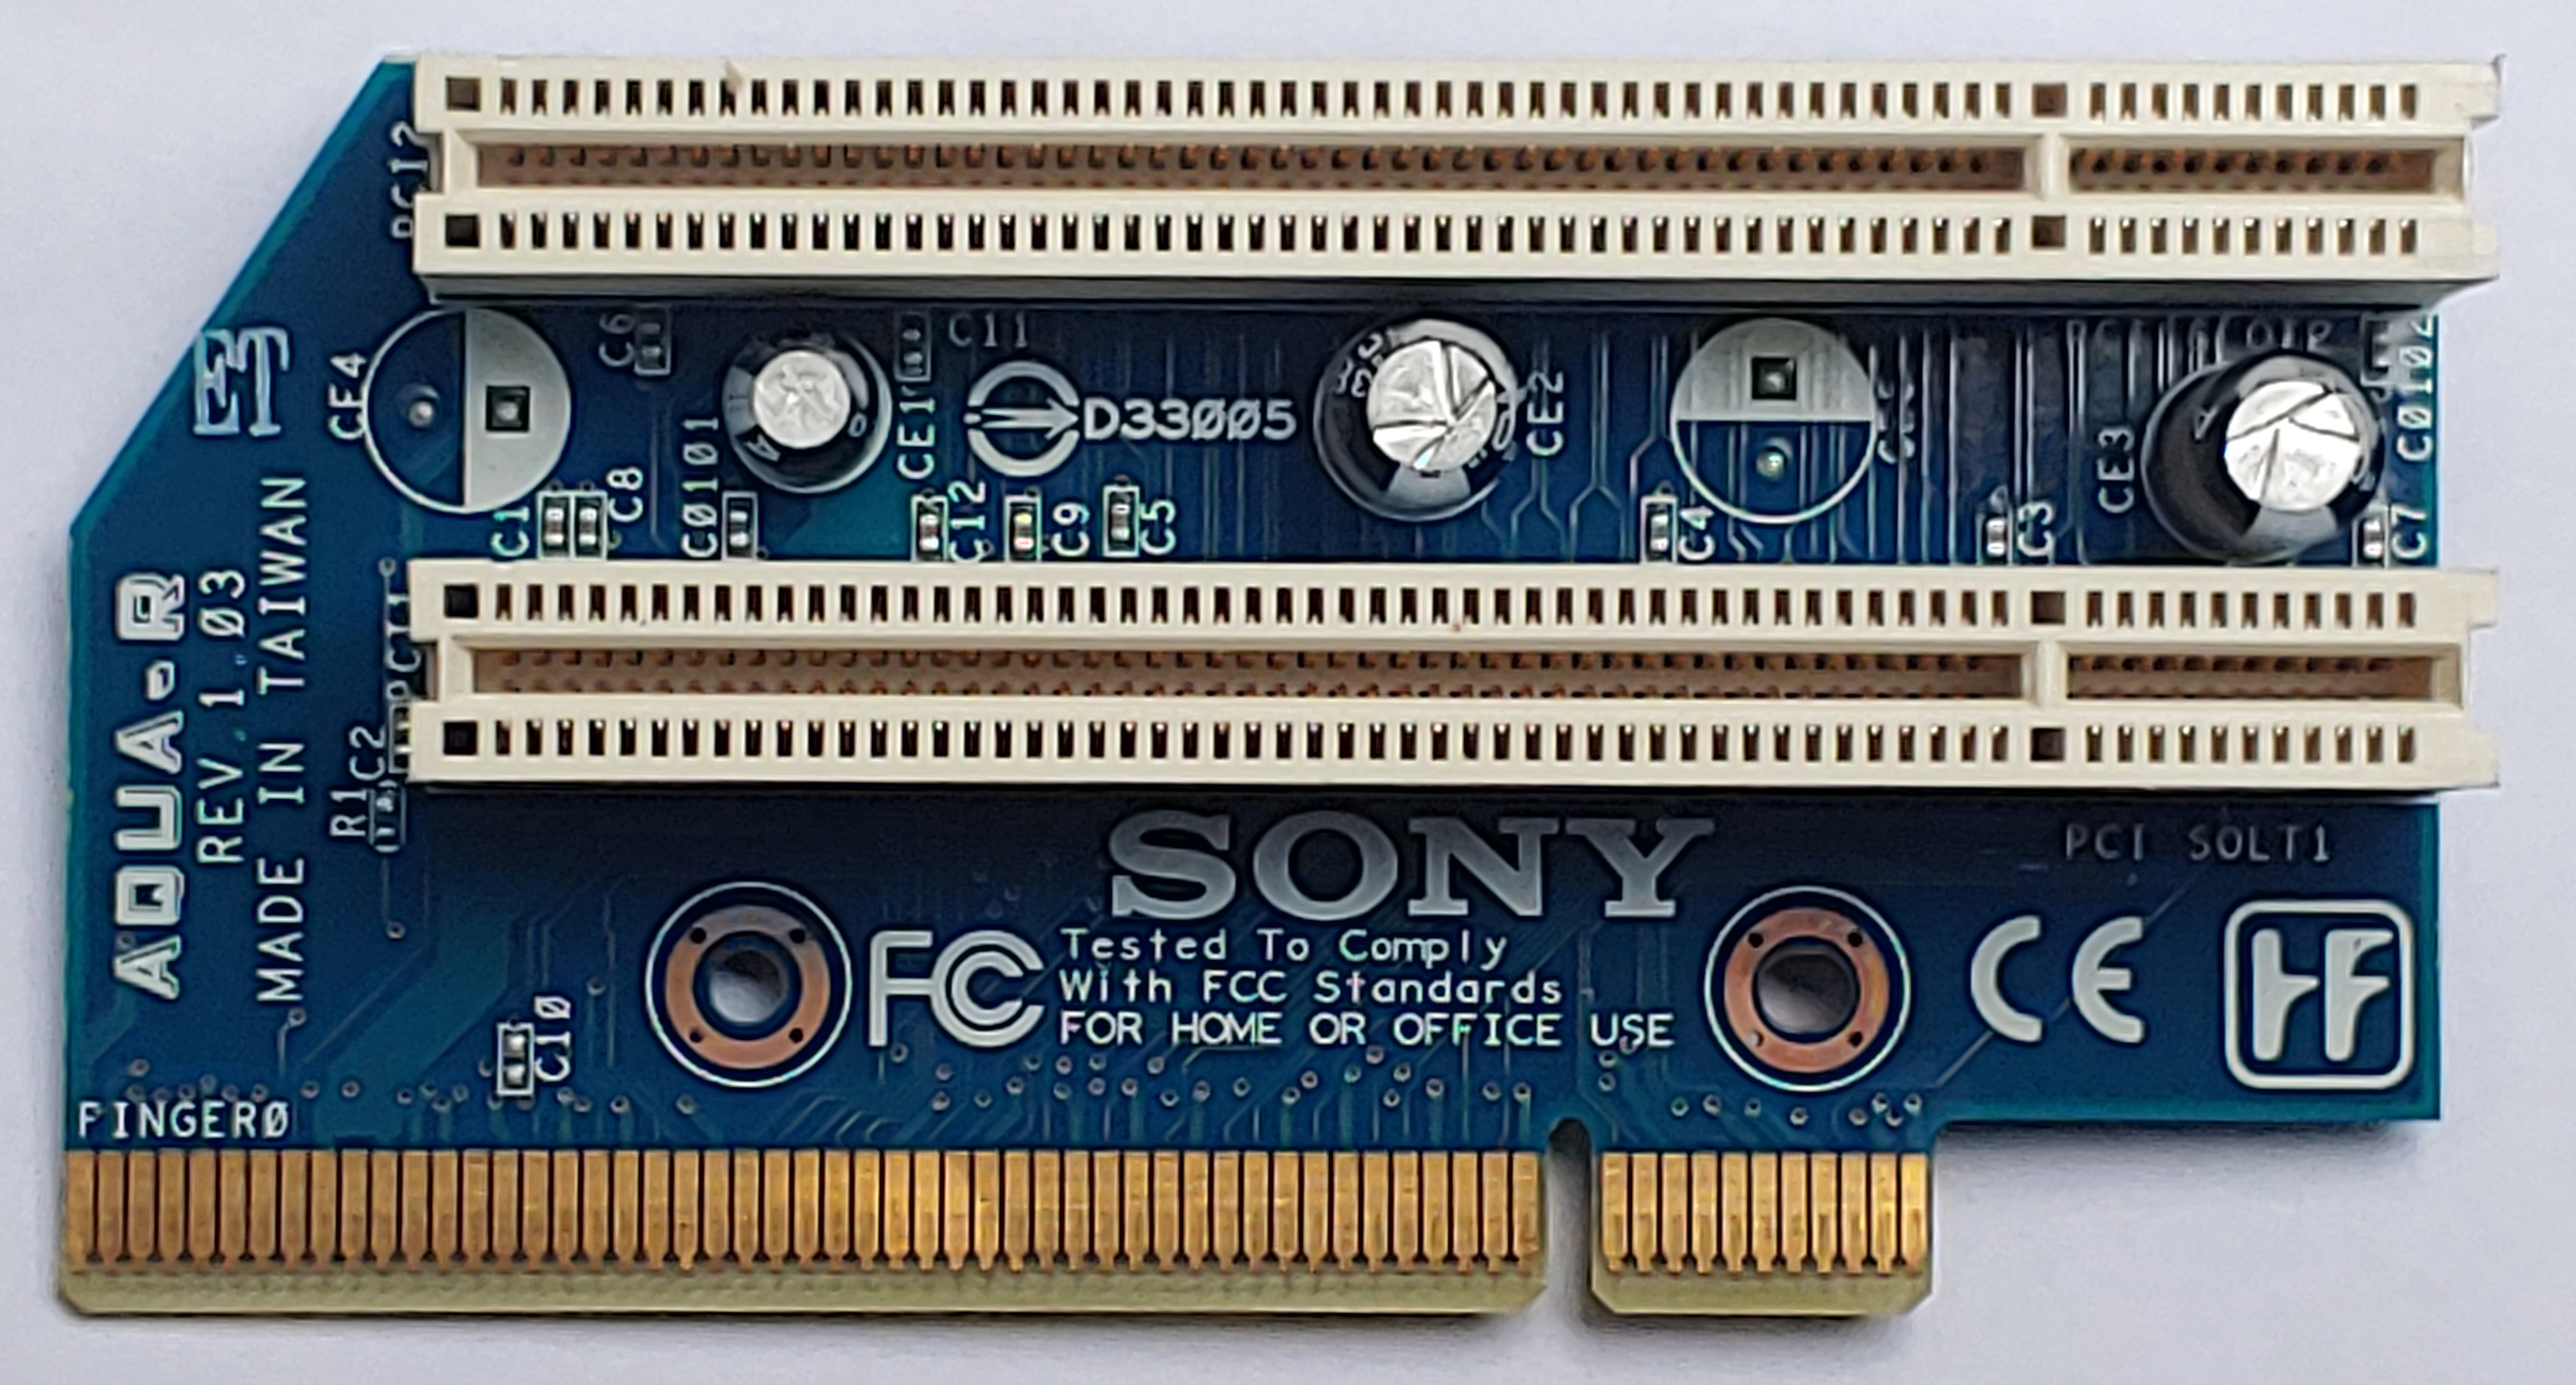 PCI2
C6
C11
CE4
CE1
D33005
CE2
CE3
C0102
C1
C8
C0101
C12
C9
C5
C4
C3
C7
AQUA-R
REV 1.03
MADE IN TAIWAN
PCI1
C2
R1
SONY
PCI SOLT1
FC
Tested To Comply
With FCC Standards
FOR HOME OR OFFICE USE
CE
HF
C10
FINGER0